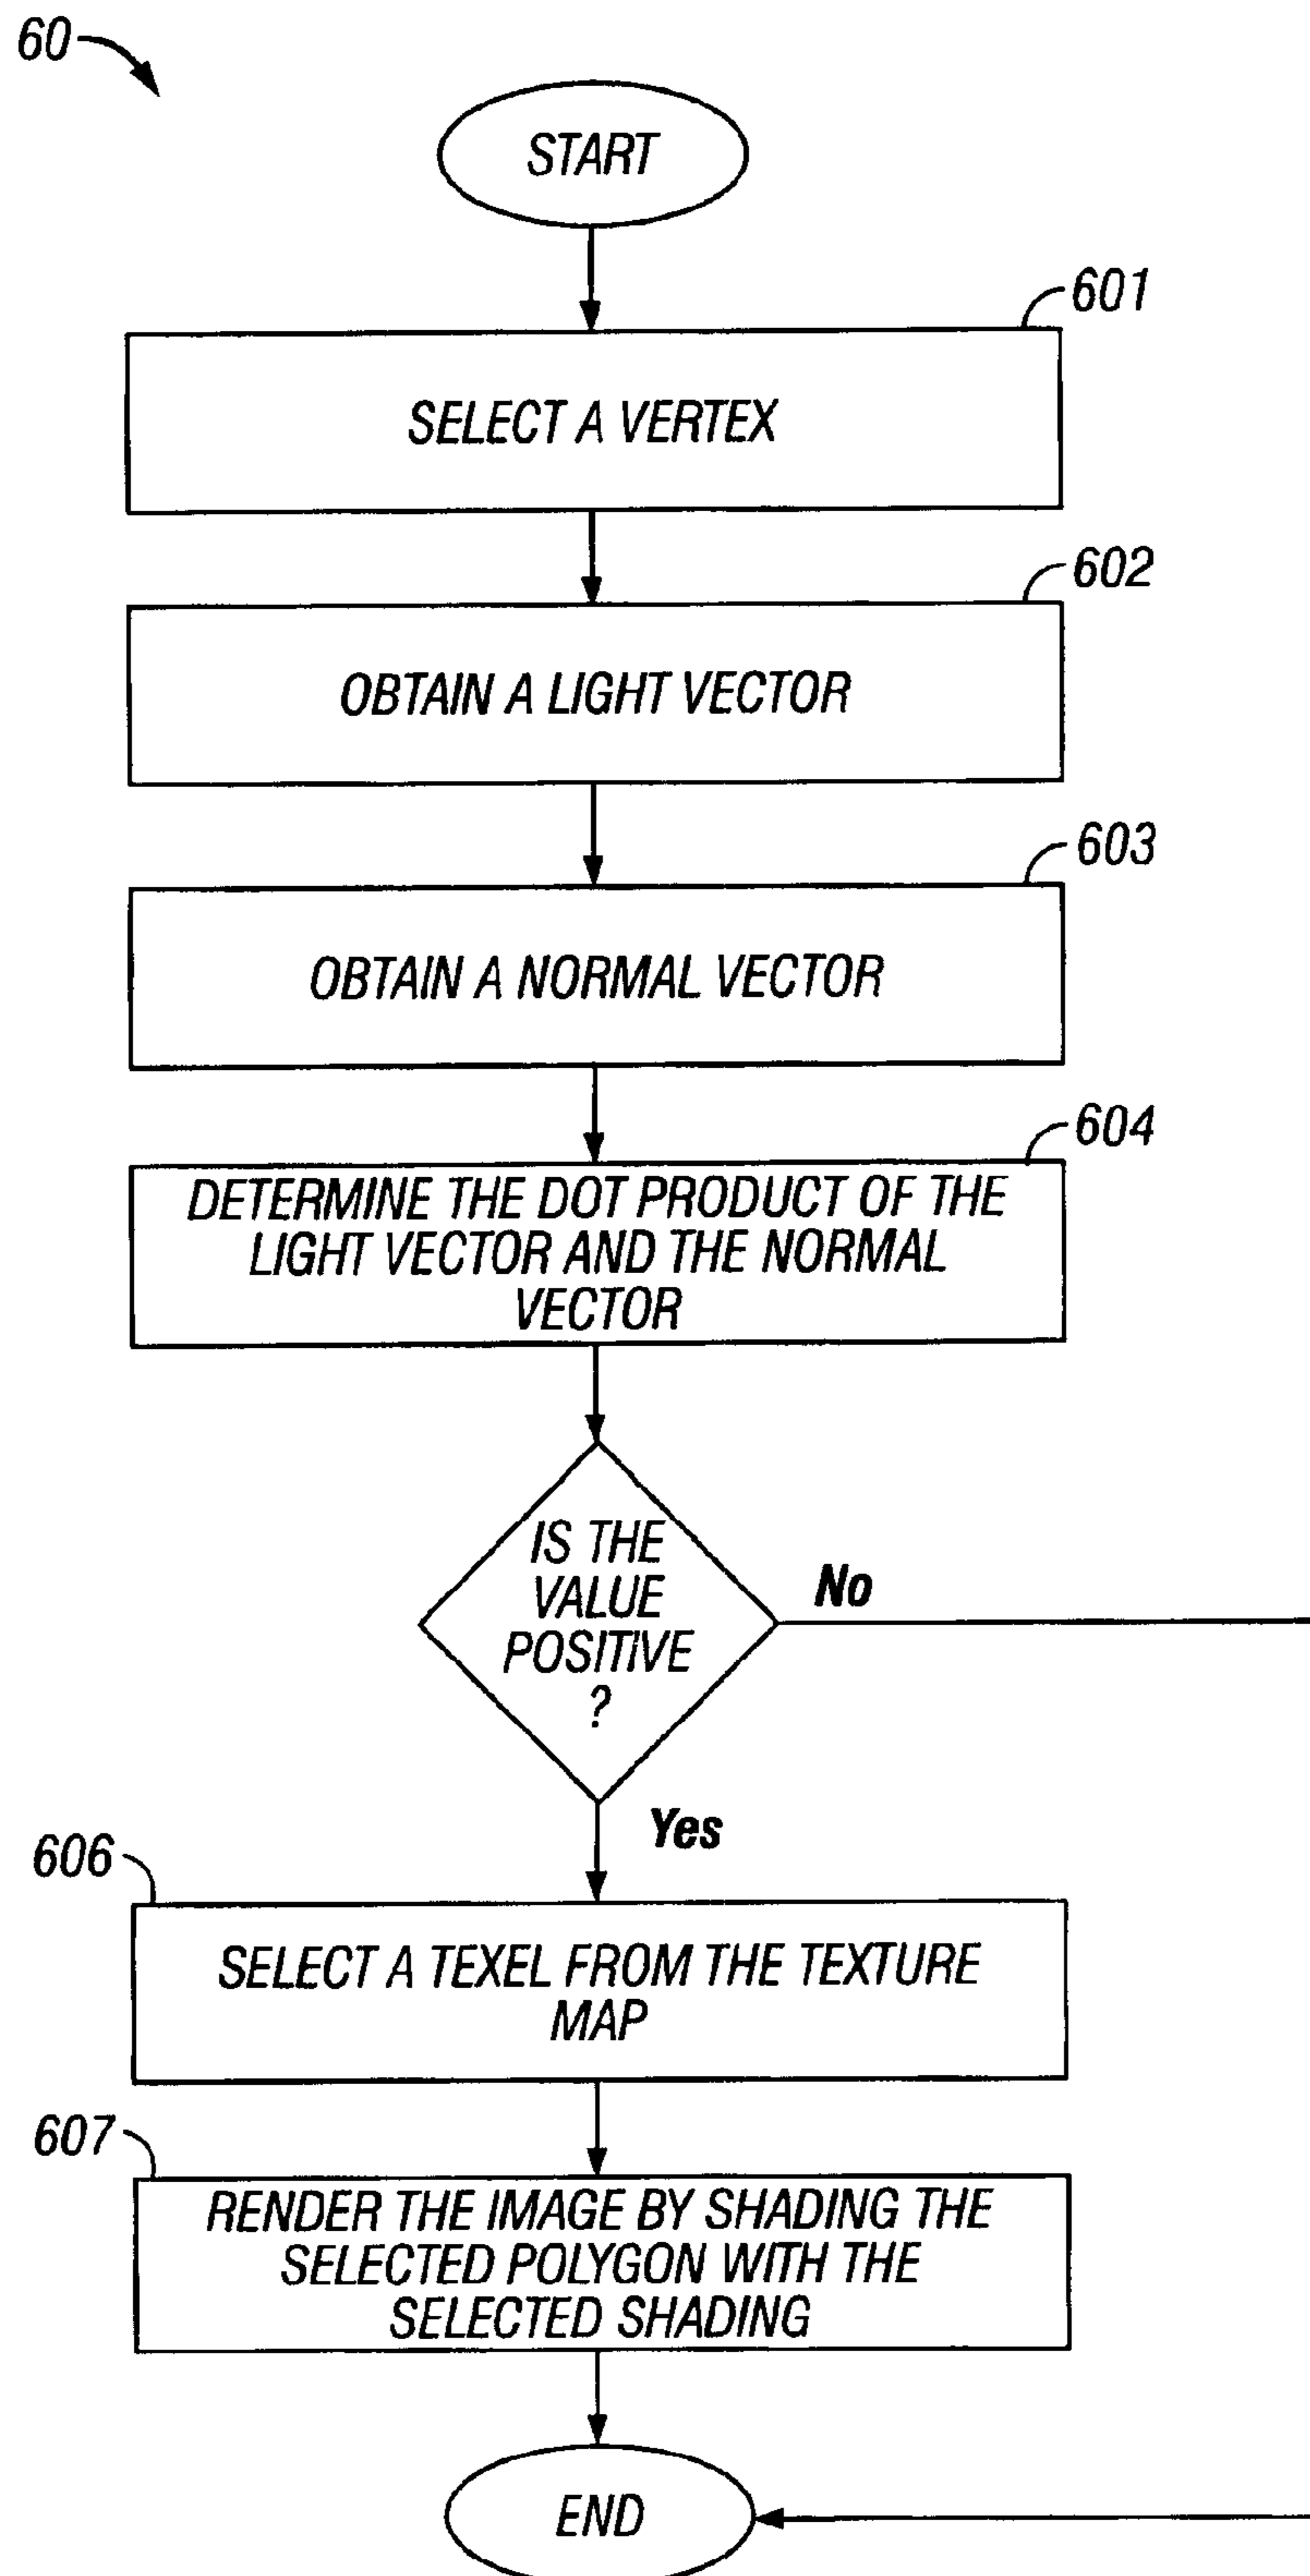 60
START
601
SELECT A VERTEX
602
OBTAIN A LIGHT VECTOR
603
OBTAIN A NORMAL VECTOR
604
DETERMINE THE DOT PRODUCT OF THE
LIGHT VECTOR AND THE NORMAL
VECTOR
IS THE
VALUE
POSITIVE
?
No
Yes
606
SELECT A TEXEL FROM THE TEXTURE
MAP
607
RENDER THE IMAGE BY SHADING THE
SELECTED POLYGON WITH THE
SELECTED SHADING
END